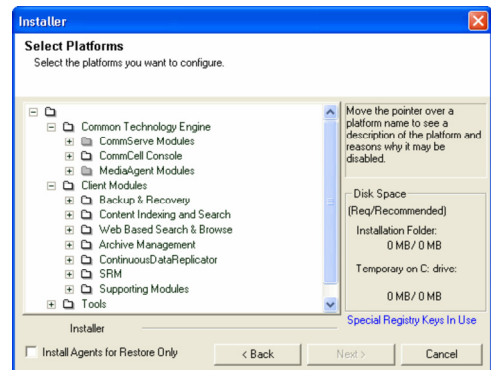 Installer
Select Platforms
Select the platforms you want to configure.
Common Technology Engine
CommServe Modules
CommCell Console
MediaAgent Modules
Client Modules
Backup & Recovery
Content Indexing and Search
Web Based Search & Browse
Archive Management
ContinuousDataReplicator
SRM
Supporting Modules
Tools
Move the pointer over a
platform name to see a
description of the platform and
reasons why it may be
disabled.
Disk Space
(Req/Recommended)
Installation Folder:
0 MB/ 0 MB
Temporary on C: drive:
0 MB/ 0 MB
Special Registry Keys In Use
Installer
Install Agents for Restore Only
< Back
Next >
Cancel